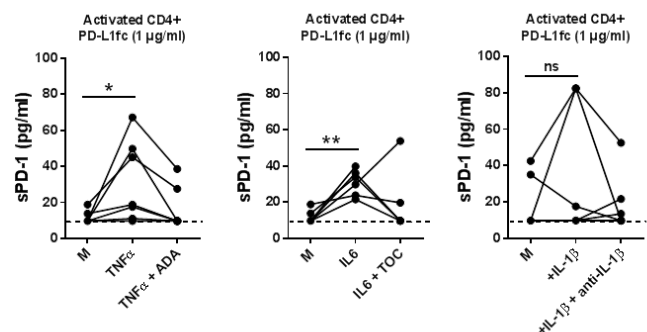 Activated CD4+
PD-L1fc (1 µg/ml)
*
sPD-1 (pg/ml)
100
80
60
40
20
0
M
TNFα
TNFα + ADA
Activated CD4+
PD-L1fc (1 µg/ml)
**
sPD-1 (pg/ml)
100
80
60
40
20
0
M
IL6
IL6 + TOC
Activated CD4+
PD-L1fc (1 µg/ml)
ns
sPD-1 (pg/ml)
100
80
60
40
20
0
M
+IL-1β
+IL-1β + anti-IL-1β